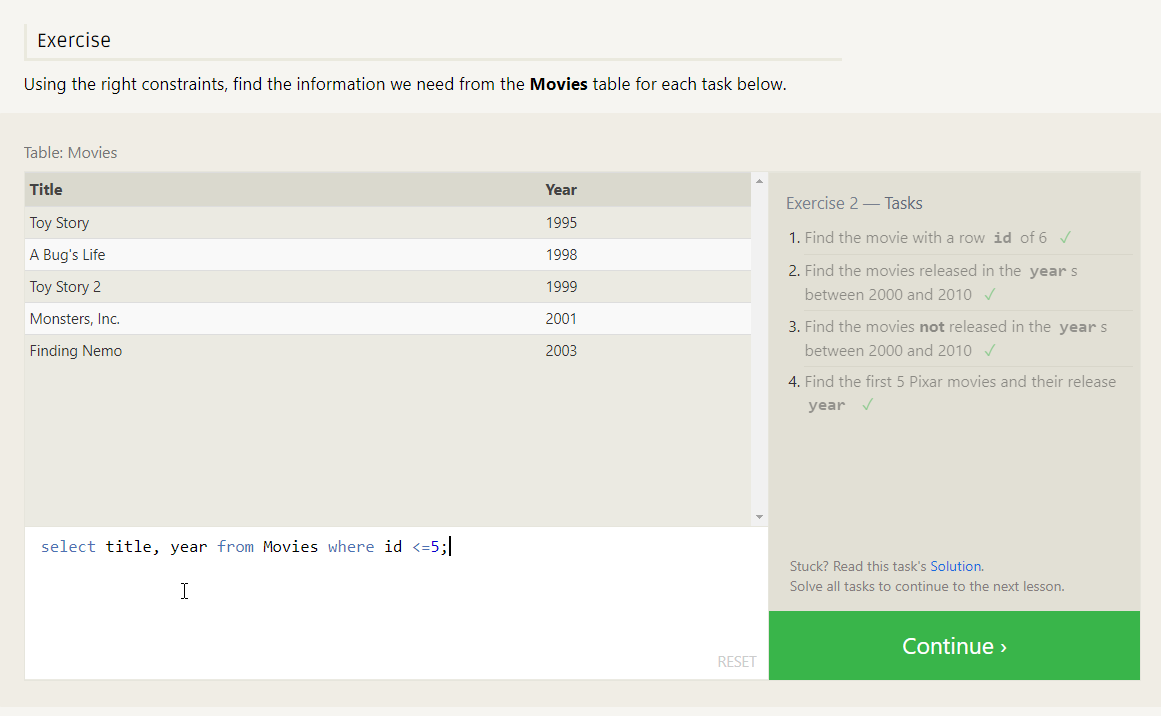 Exercise
Using the right constraints, find the information we need from the Movies table for each task below.
Table: Movies
Title Year
Toy Story 1995
A Bug's Life 1998
Toy Story 2 1999
Monsters, Inc. 2001
Finding Nemo 2003
select title, year from Movies where id <=5;
RESET
Exercise 2 — Tasks
1. Find the movie with a row id of 6 ✓
2. Find the movies released in the year s
between 2000 and 2010 ✓
3. Find the movies not released in the year s
between 2000 and 2010 ✓
4. Find the first 5 Pixar movies and their release
year ✓
Stuck? Read this task's Solution.
Solve all tasks to continue to the next lesson.
Continue ›